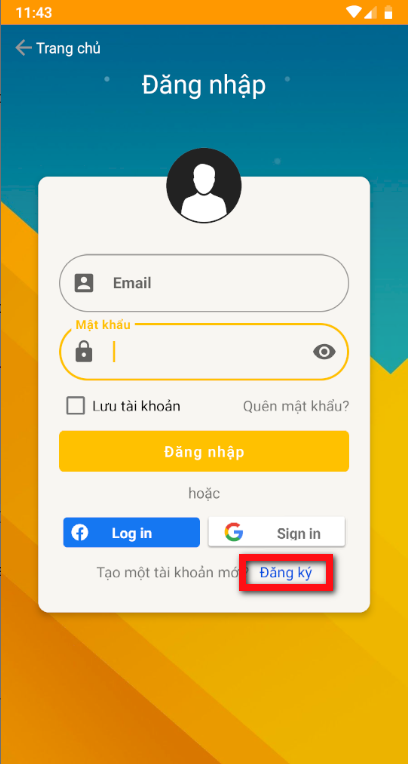 11:43
Trang chủ
Đăng nhập
Email
Mật khẩu
Lưu tài khoản Quên mật khẩu?
Đăng nhập
hoặc
Log in Sign in
Tạo một tài khoản mới? Đăng ký